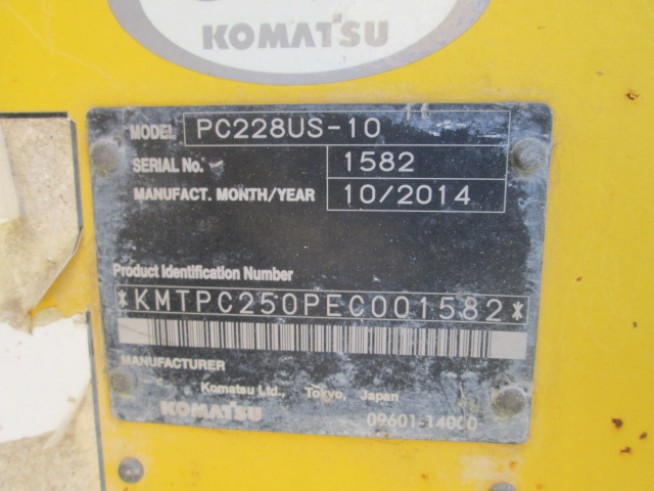 KOMATSU
MODEL PC228US-10
SERIAL No. 1582
MANUFACT. MONTH/YEAR 10/2014
Product Identification Number
*KMTPC250PEC001582*
MANUFACTURER
Komatsu Ltd., Tokyo, Japan
KOMATSU 09601-14000